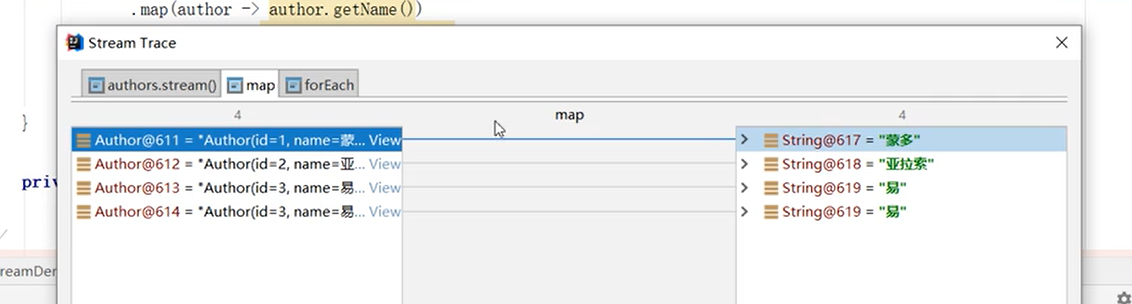 .map(author -> author.getName())
Stream Trace
authors.stream() map forEach
4 map 4
}
Author@611 = *Author(id=1, name=蒙... View String@617 = "蒙多"
Author@612 = *Author(id=2, name=亚... View String@618 = "亚拉索"
priv
Author@613 = *Author(id=3, name=易... View String@619 = "易"
Author@614 = *Author(id=3, name=易... View String@619 = "易"
reamDer